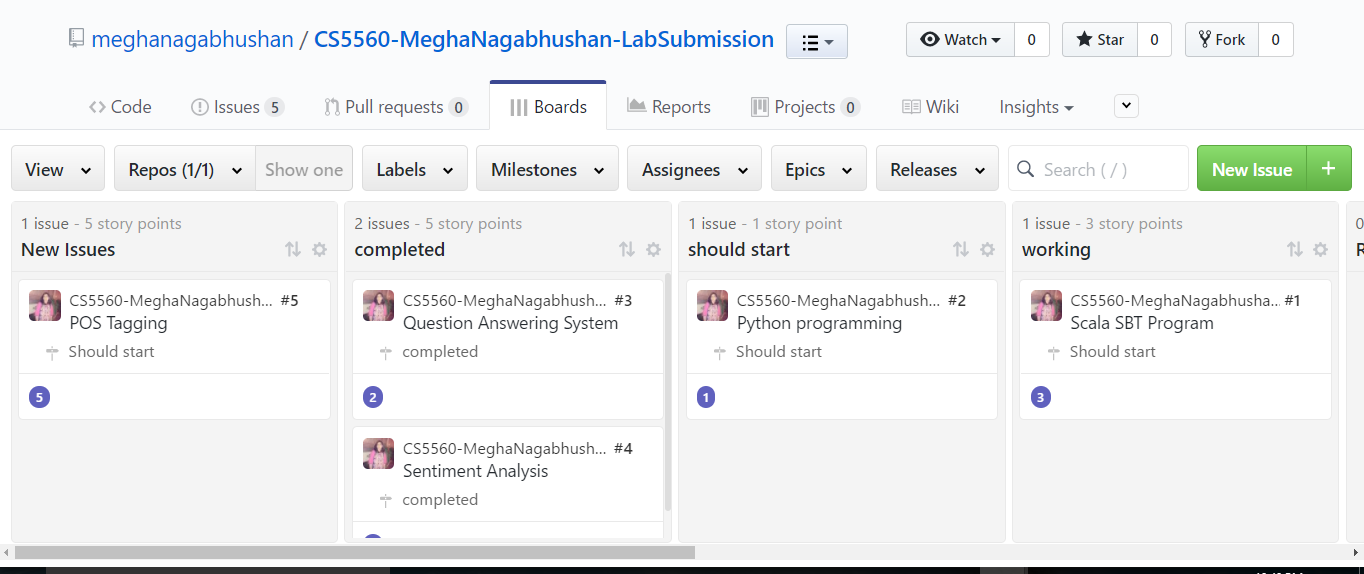 meghanagabhushan / CS5560-MeghaNagabhushan-LabSubmission
Watch 0 Star 0 Fork 0
Code Issues 5 Pull requests 0 Boards Reports Projects 0 Wiki Insights
View Repos (1/1) Show one Labels Milestones Assignees Epics Releases Search ( / ) New Issue +
1 issue - 5 story points
New Issues
CS5560-MeghaNagabhush... #5
POS Tagging
Should start
5
2 issues - 5 story points
completed
CS5560-MeghaNagabhush... #3
Question Answering System
completed
2
CS5560-MeghaNagabhush... #4
Sentiment Analysis
completed
1 issue - 1 story point
should start
CS5560-MeghaNagabhush... #2
Python programming
Should start
1
1 issue - 3 story points
working
CS5560-MeghaNagabhusha... #1
Scala SBT Program
Should start
3
0
R